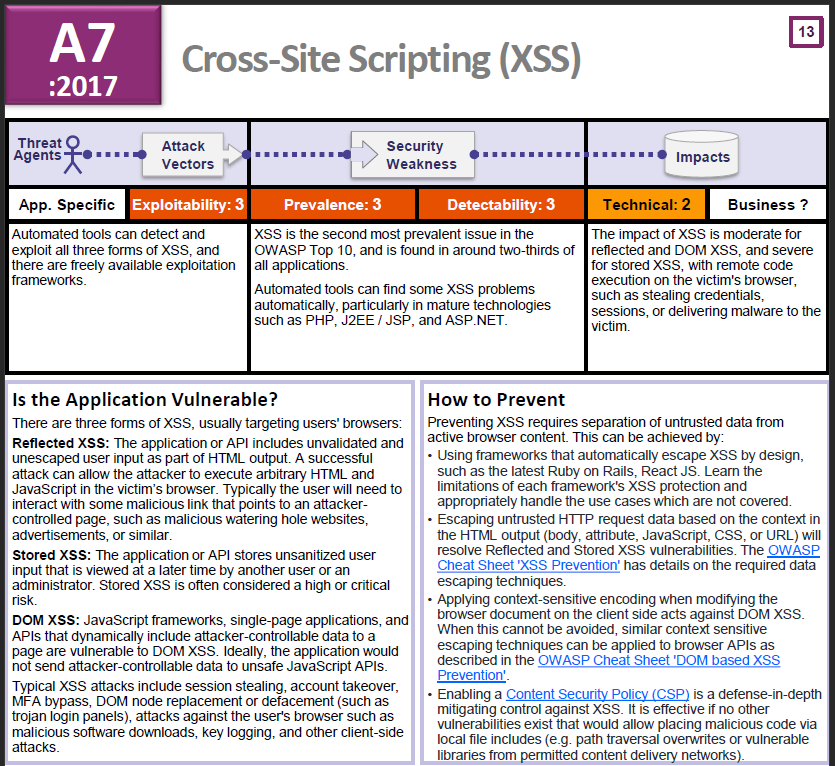 A7
:2017
Cross-Site Scripting (XSS)
13
Threat
Agents
Attack
Vectors
Security
Weakness
Impacts
App. Specific
Exploitability: 3
Prevalence: 3
Detectability: 3
Technical: 2
Business ?
Automated tools can detect and
exploit all three forms of XSS, and
there are freely available exploitation
frameworks.
XSS is the second most prevalent issue in the
OWASP Top 10, and is found in around two-thirds of
all applications.
Automated tools can find some XSS problems
automatically, particularly in mature technologies
such as PHP, J2EE / JSP, and ASP.NET.
The impact of XSS is moderate for
reflected and DOM XSS, and severe
for stored XSS, with remote code
execution on the victim's browser,
such as stealing credentials,
sessions, or delivering malware to the
victim.
Is the Application Vulnerable?
There are three forms of XSS, usually targeting users' browsers:
Reflected XSS: The application or API includes unvalidated and
unescaped user input as part of HTML output. A successful
attack can allow the attacker to execute arbitrary HTML and
JavaScript in the victim’s browser. Typically the user will need to
interact with some malicious link that points to an attacker-
controlled page, such as malicious watering hole websites,
advertisements, or similar.
Stored XSS: The application or API stores unsanitized user
input that is viewed at a later time by another user or an
administrator. Stored XSS is often considered a high or critical
risk.
DOM XSS: JavaScript frameworks, single-page applications, and
APIs that dynamically include attacker-controllable data to a
page are vulnerable to DOM XSS. Ideally, the application would
not send attacker-controllable data to unsafe JavaScript APIs.
Typical XSS attacks include session stealing, account takeover,
MFA bypass, DOM node replacement or defacement (such as
trojan login panels), attacks against the user's browser such as
malicious software downloads, key logging, and other client-side
attacks.
How to Prevent
Preventing XSS requires separation of untrusted data from
active browser content. This can be achieved by:
• Using frameworks that automatically escape XSS by design,
such as the latest Ruby on Rails, React JS. Learn the
limitations of each framework's XSS protection and
appropriately handle the use cases which are not covered.
• Escaping untrusted HTTP request data based on the context in
the HTML output (body, attribute, JavaScript, CSS, or URL) will
resolve Reflected and Stored XSS vulnerabilities. The OWASP
Cheat Sheet 'XSS Prevention' has details on the required data
escaping techniques.
• Applying context-sensitive encoding when modifying the
browser document on the client side acts against DOM XSS.
When this cannot be avoided, similar context sensitive
escaping techniques can be applied to browser APIs as
described in the OWASP Cheat Sheet 'DOM based XSS
Prevention'.
• Enabling a Content Security Policy (CSP) is a defense-in-depth
mitigating control against XSS. It is effective if no other
vulnerabilities exist that would allow placing malicious code via
local file includes (e.g. path traversal overwrites or vulnerable
libraries from permitted content delivery networks).